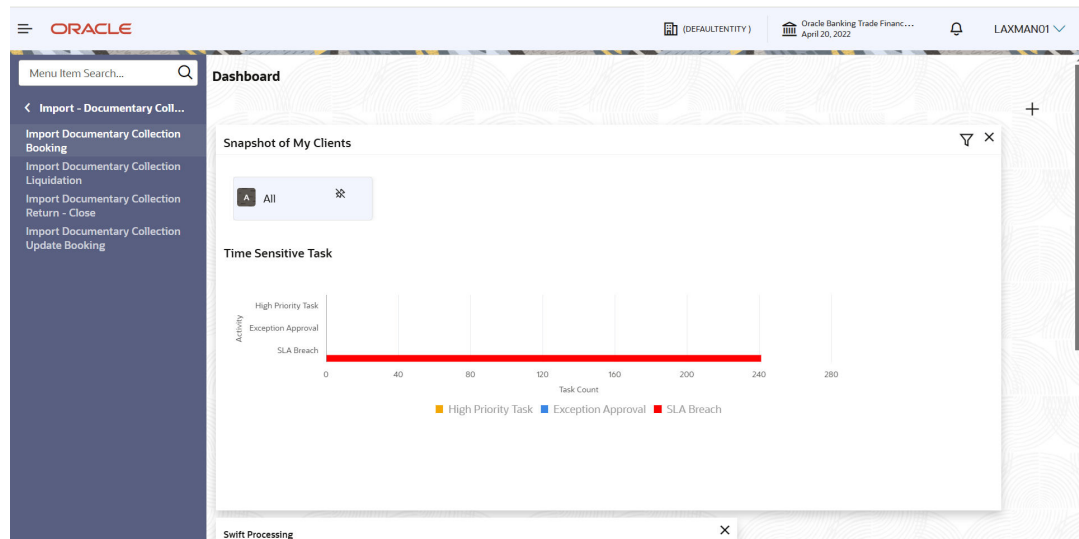 ORACLE
(DEFAULTENTITY )
Oracle Banking Trade Financ...
April 20, 2022
LAXMAN01
Menu Item Search...
Import - Documentary Coll...
Import Documentary Collection
Booking
Import Documentary Collection
Liquidation
Import Documentary Collection
Return - Close
Import Documentary Collection
Update Booking
Dashboard
Snapshot of My Clients
A All
Time Sensitive Task
Activity
High Priority Task
Exception Approval
SLA Breach
0 40 80 120 160 200 240 280
Task Count
High Priority Task Exception Approval SLA Breach
Swift Processing